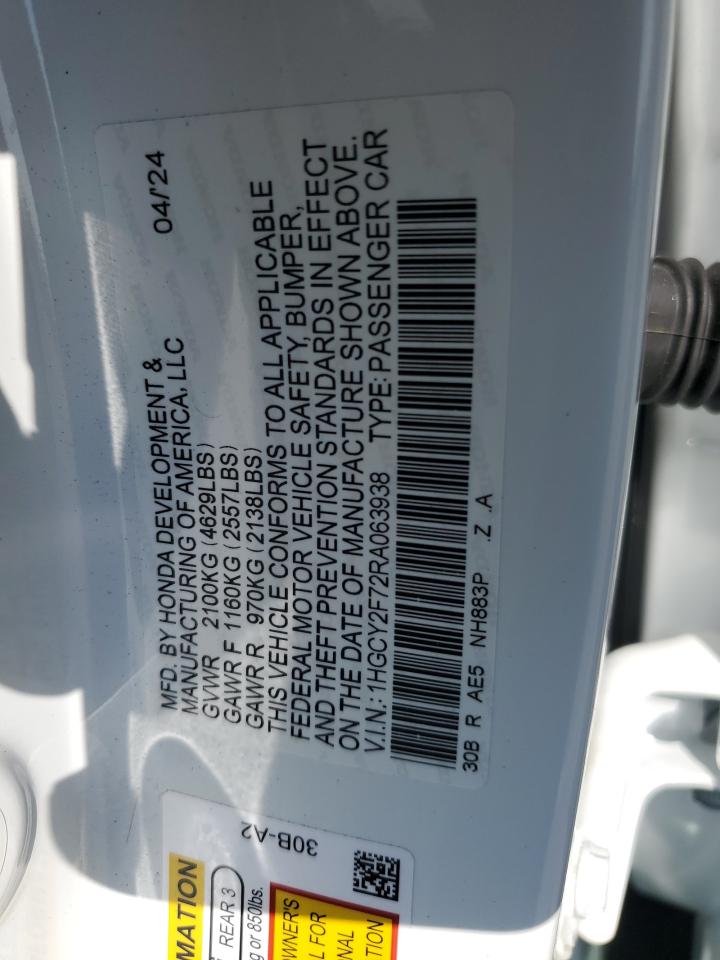 MFD. BY HONDA DEVELOPMENT & 04/'24
MANUFACTURING OF AMERICA, LLC
GVWR 2100KG (4629LBS)
GAWR F 1160KG (2557LBS)
GAWR R 970KG (2138LBS)
THIS VEHICLE CONFORMS TO ALL APPLICABLE
FEDERAL MOTOR VEHICLE SAFETY, BUMPER,
AND THEFT PREVENTION STANDARDS IN EFFECT
ON THE DATE OF MANUFACTURE SHOWN ABOVE.
V.I.N.: 1HGCY2F72RA063938 TYPE: PASSENGER CAR
30B R AE5 NH883P .Z .A
30B-A2
MATION
REAR 3
g or 850lbs.
WNER'S
L FOR
NAL
TION